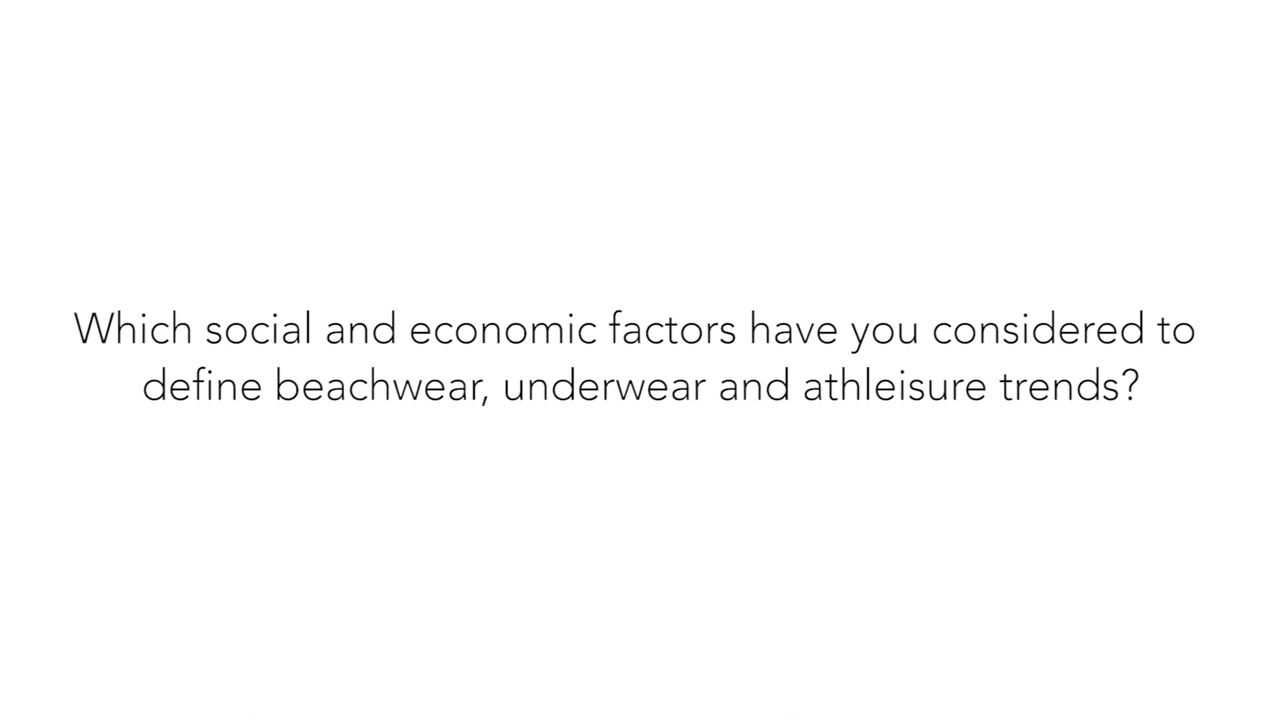 Which social and economic factors have you considered to
define beachwear, underwear and athleisure trends?